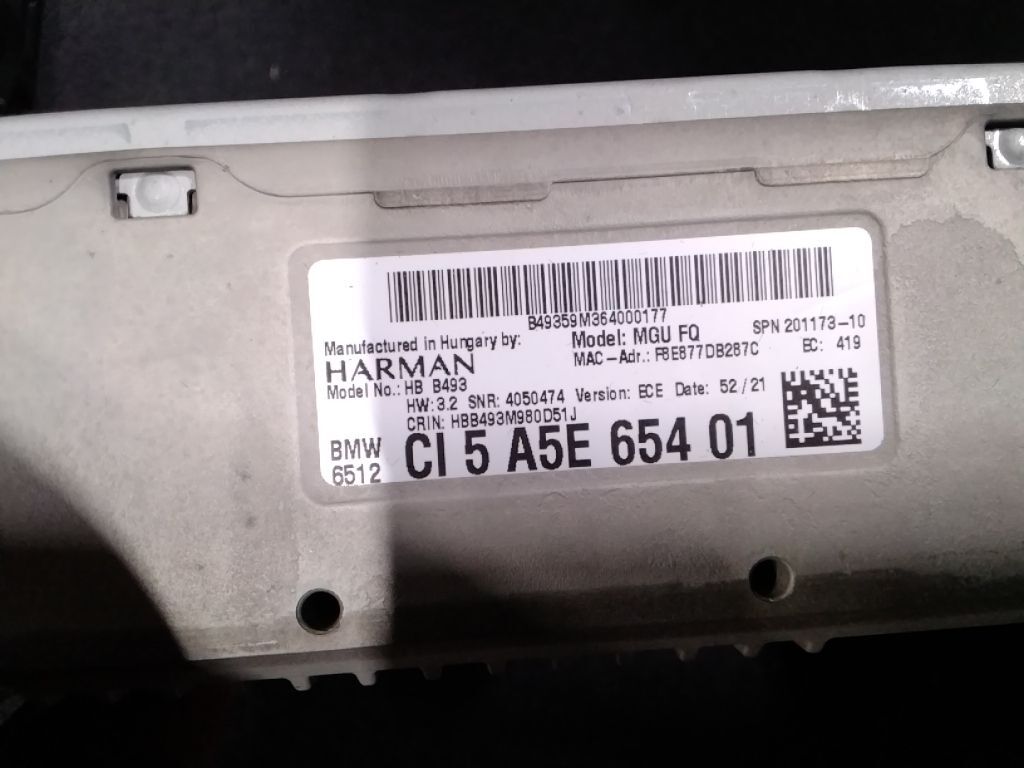 B49359M364000177
Manufactured in Hungary by:
HARMAN
Model: MGU FQ
SPN 201173-10
MAC-Adr.: F8E877DB287C
EC: 419
Model No.: HB B493
HW: 3.2 SNR: 4050474 Version: ECE Date: 52/21
CRIN: HBB493M980D51J
BMW
6512
CI 5 A5E 654 01